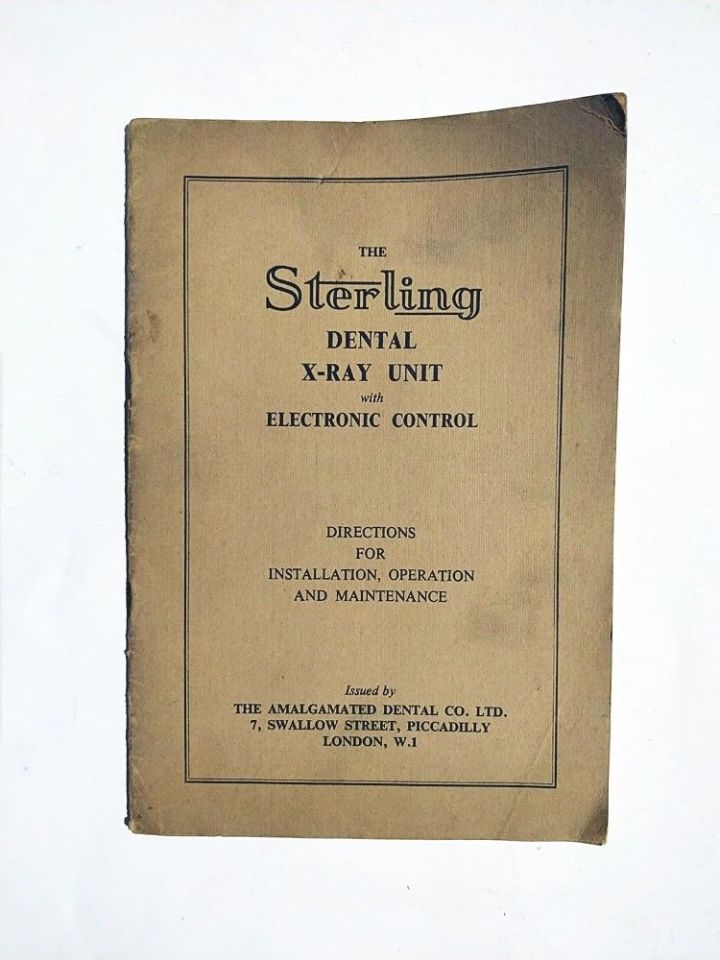 THE
Sterling
DENTAL
X-RAY UNIT
with
ELECTRONIC CONTROL
DIRECTIONS
FOR
INSTALLATION, OPERATION
AND MAINTENANCE
Issued by
THE AMALGAMATED DENTAL CO. LTD.
7, SWALLOW STREET, PICCADILLY
LONDON, W.1